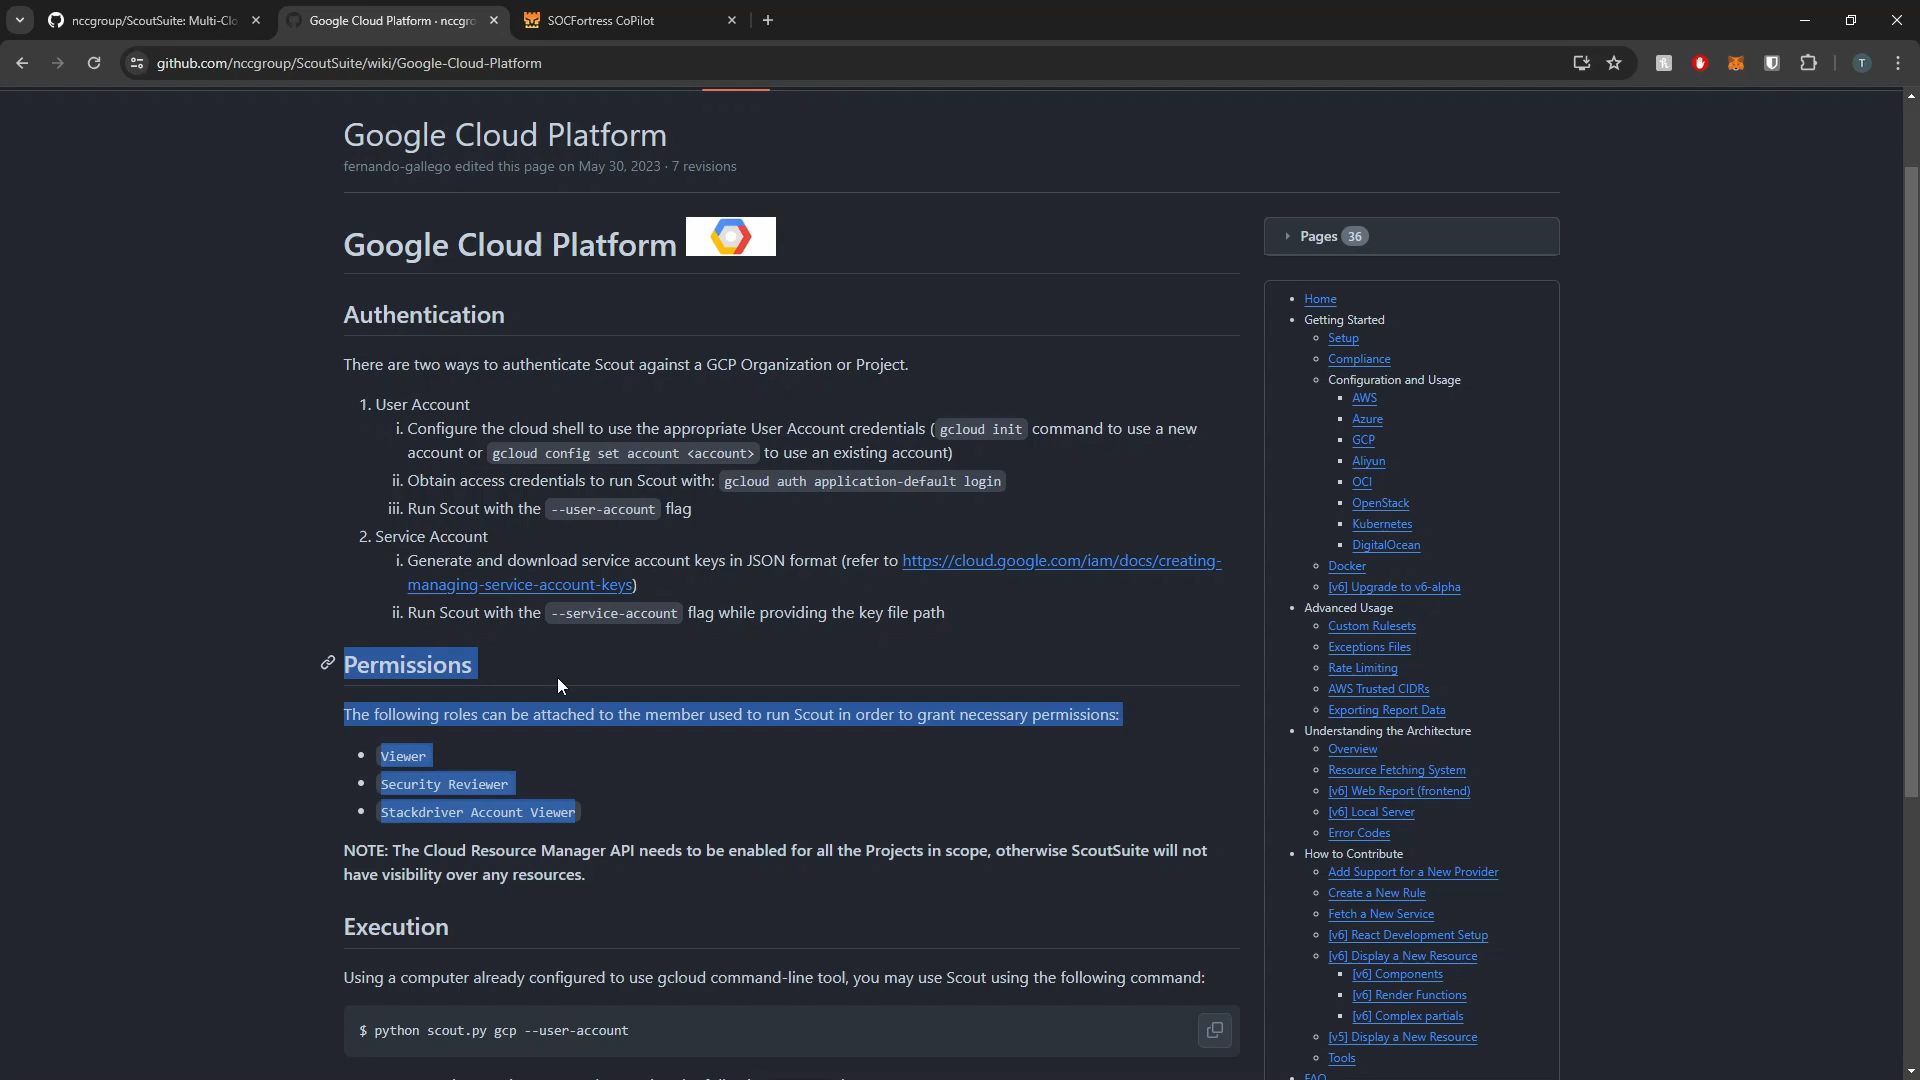 nccgroup/ScoutSuite: Multi-Clo
Google Cloud Platform · nccgro
SOCFortress CoPilot
github.com/nccgroup/ScoutSuite/wiki/Google-Cloud-Platform
T
Google Cloud Platform
fernando-gallego edited this page on May 30, 2023 · 7 revisions
Google Cloud Platform
Authentication
There are two ways to authenticate Scout against a GCP Organization or Project.
1. User Account
i. Configure the cloud shell to use the appropriate User Account credentials ( gcloud init command to use a new
account or gcloud config set account <account> to use an existing account)
ii. Obtain access credentials to run Scout with: gcloud auth application-default login
iii. Run Scout with the --user-account flag
2. Service Account
i. Generate and download service account keys in JSON format (refer to https://cloud.google.com/iam/docs/creating-
managing-service-account-keys)
ii. Run Scout with the --service-account flag while providing the key file path
Permissions
The following roles can be attached to the member used to run Scout in order to grant necessary permissions:
• Viewer
• Security Reviewer
• Stackdriver Account Viewer
NOTE: The Cloud Resource Manager API needs to be enabled for all the Projects in scope, otherwise ScoutSuite will not
have visibility over any resources.
Execution
Using a computer already configured to use gcloud command-line tool, you may use Scout using the following command:
$ python scout.py gcp --user-account
Pages 36
Home
Getting Started
Setup
Compliance
Configuration and Usage
AWS
Azure
GCP
Aliyun
OCI
OpenStack
Kubernetes
DigitalOcean
Docker
[v6] Upgrade to v6-alpha
Advanced Usage
Custom Rulesets
Exceptions Files
Rate Limiting
AWS Trusted CIDRs
Exporting Report Data
Understanding the Architecture
Overview
Resource Fetching System
[v6] Web Report (frontend)
[v6] Local Server
Error Codes
How to Contribute
Add Support for a New Provider
Create a New Rule
Fetch a New Service
[v6] React Development Setup
[v6] Display a New Resource
[v6] Components
[v6] Render Functions
[v6] Complex partials
[v5] Display a New Resource
Tools
FAQ